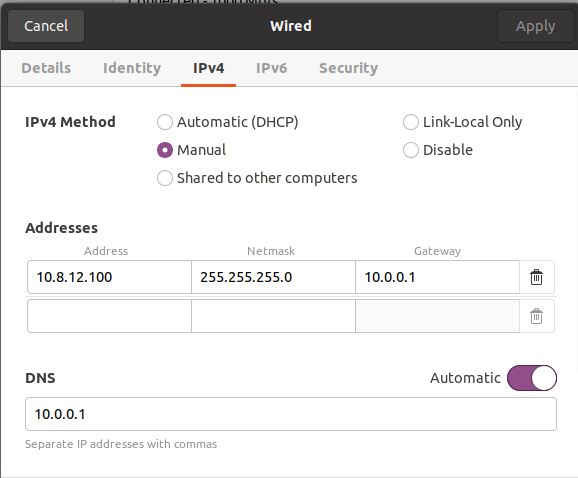 Cancel Wired Apply
Details Identity IPv4 IPv6 Security
IPv4 Method Automatic (DHCP) Link-Local Only
Manual Disable
Shared to other computers
Addresses
Address Netmask Gateway
10.8.12.100 255.255.255.0 10.0.0.1
DNS Automatic
10.0.0.1
Separate IP addresses with commas